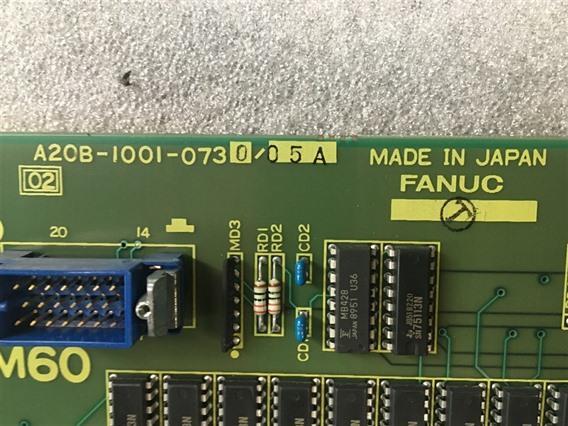 A20B-1001-0730/05A
MADE IN JAPAN
02
FANUC
20 14
MD3
RD1
RD2
CD2
MB428
JAPAN 8951 U36
SN75113N
CD
M60